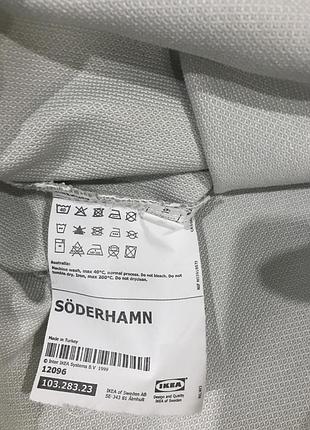 Australia:
Machine wash, max 40°C, normal process. Do not bleach. Do not
tumble dry. Iron, max 200°C. Do not dryclean.
SÖDERHAMN
Made in Turkey
© Inter IKEA Systems B.V 1999
12096
103.283.23
IKEA
Design and Quality
IKEA of Sweden
IKEA of Sweden AB
SE-343 81 Älmhult